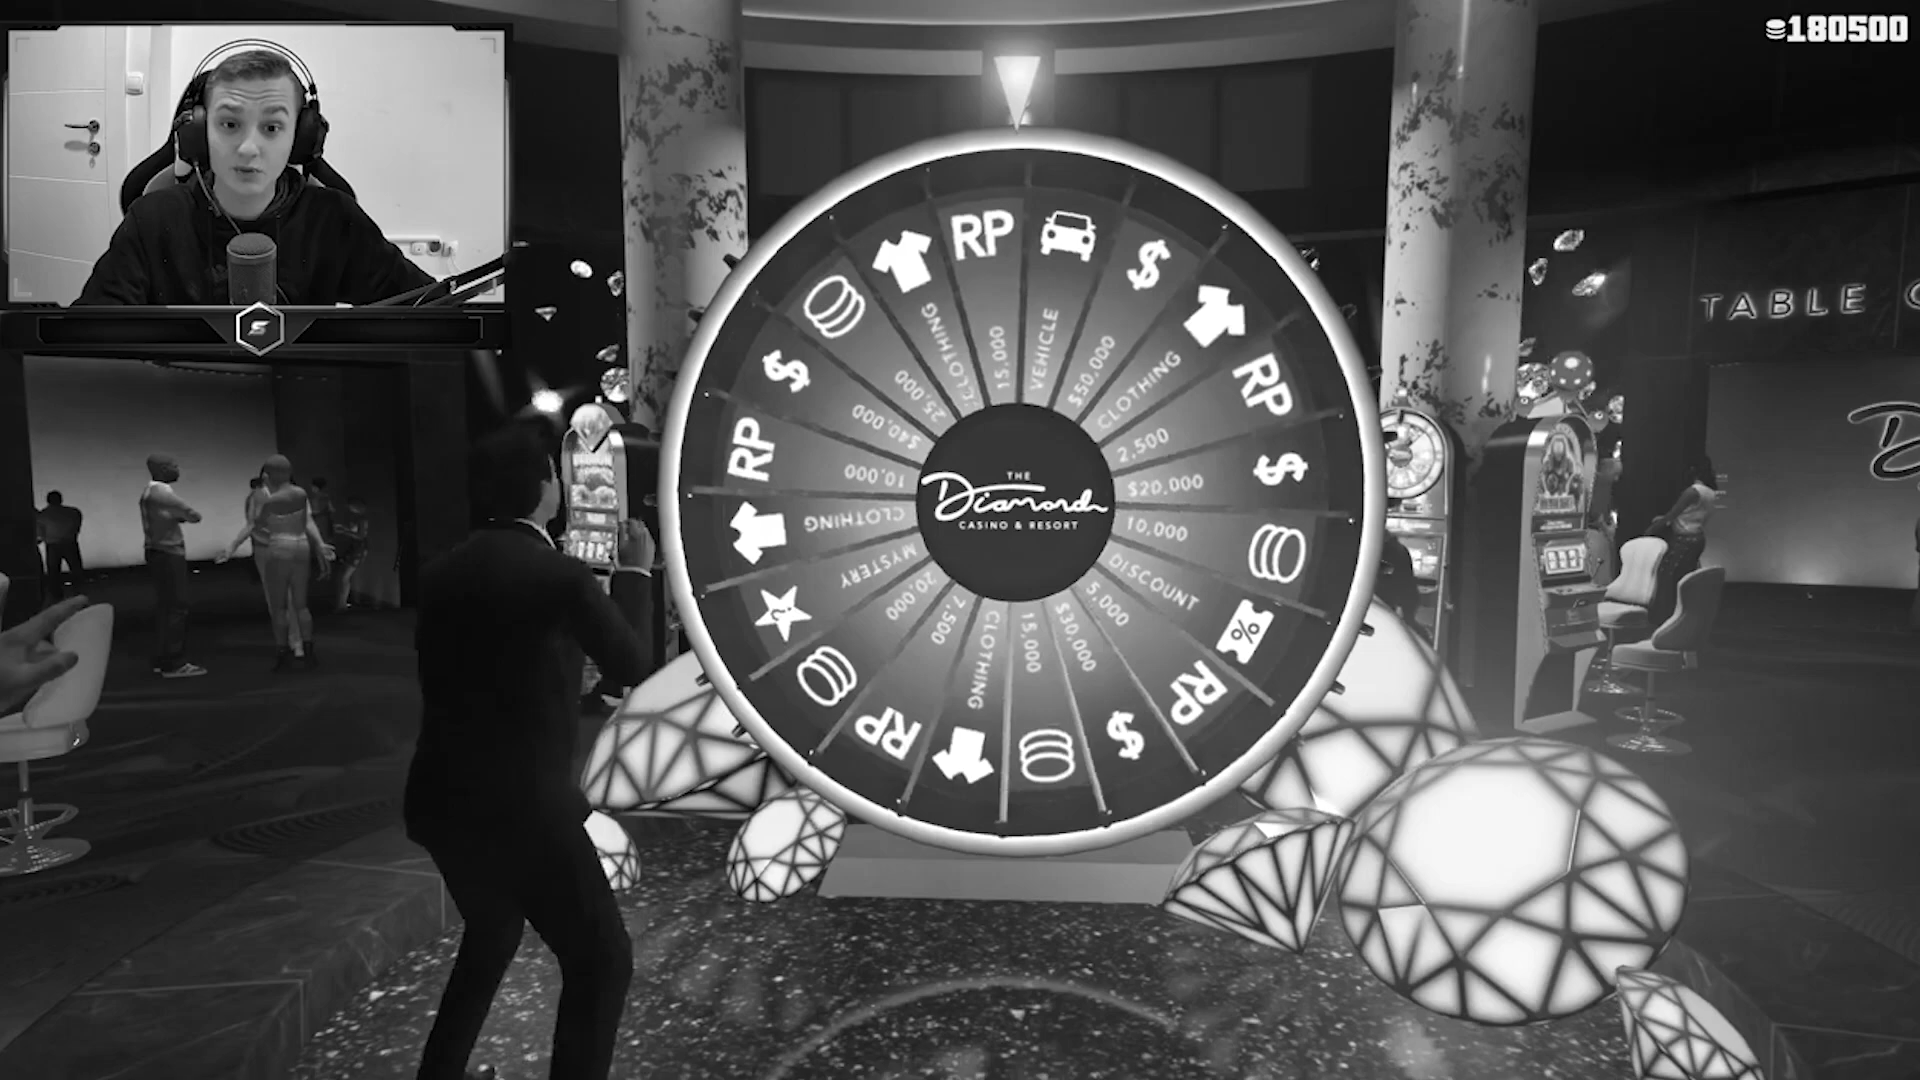 180500
TABLE
RP
15,000
VEHICLE
$
$50,000
CLOTHING
RP
2,500
$
$20,000
10,000
DISCOUNT
%
RP
5,000
$
$30,000
15,000
CLOTHING
RP
7,500
20,000
MYSTERY
?
CLOTHING
RP
10,000
$
$40,000
25,000
CLOTHING
THE
Diamond
CASINO & RESORT